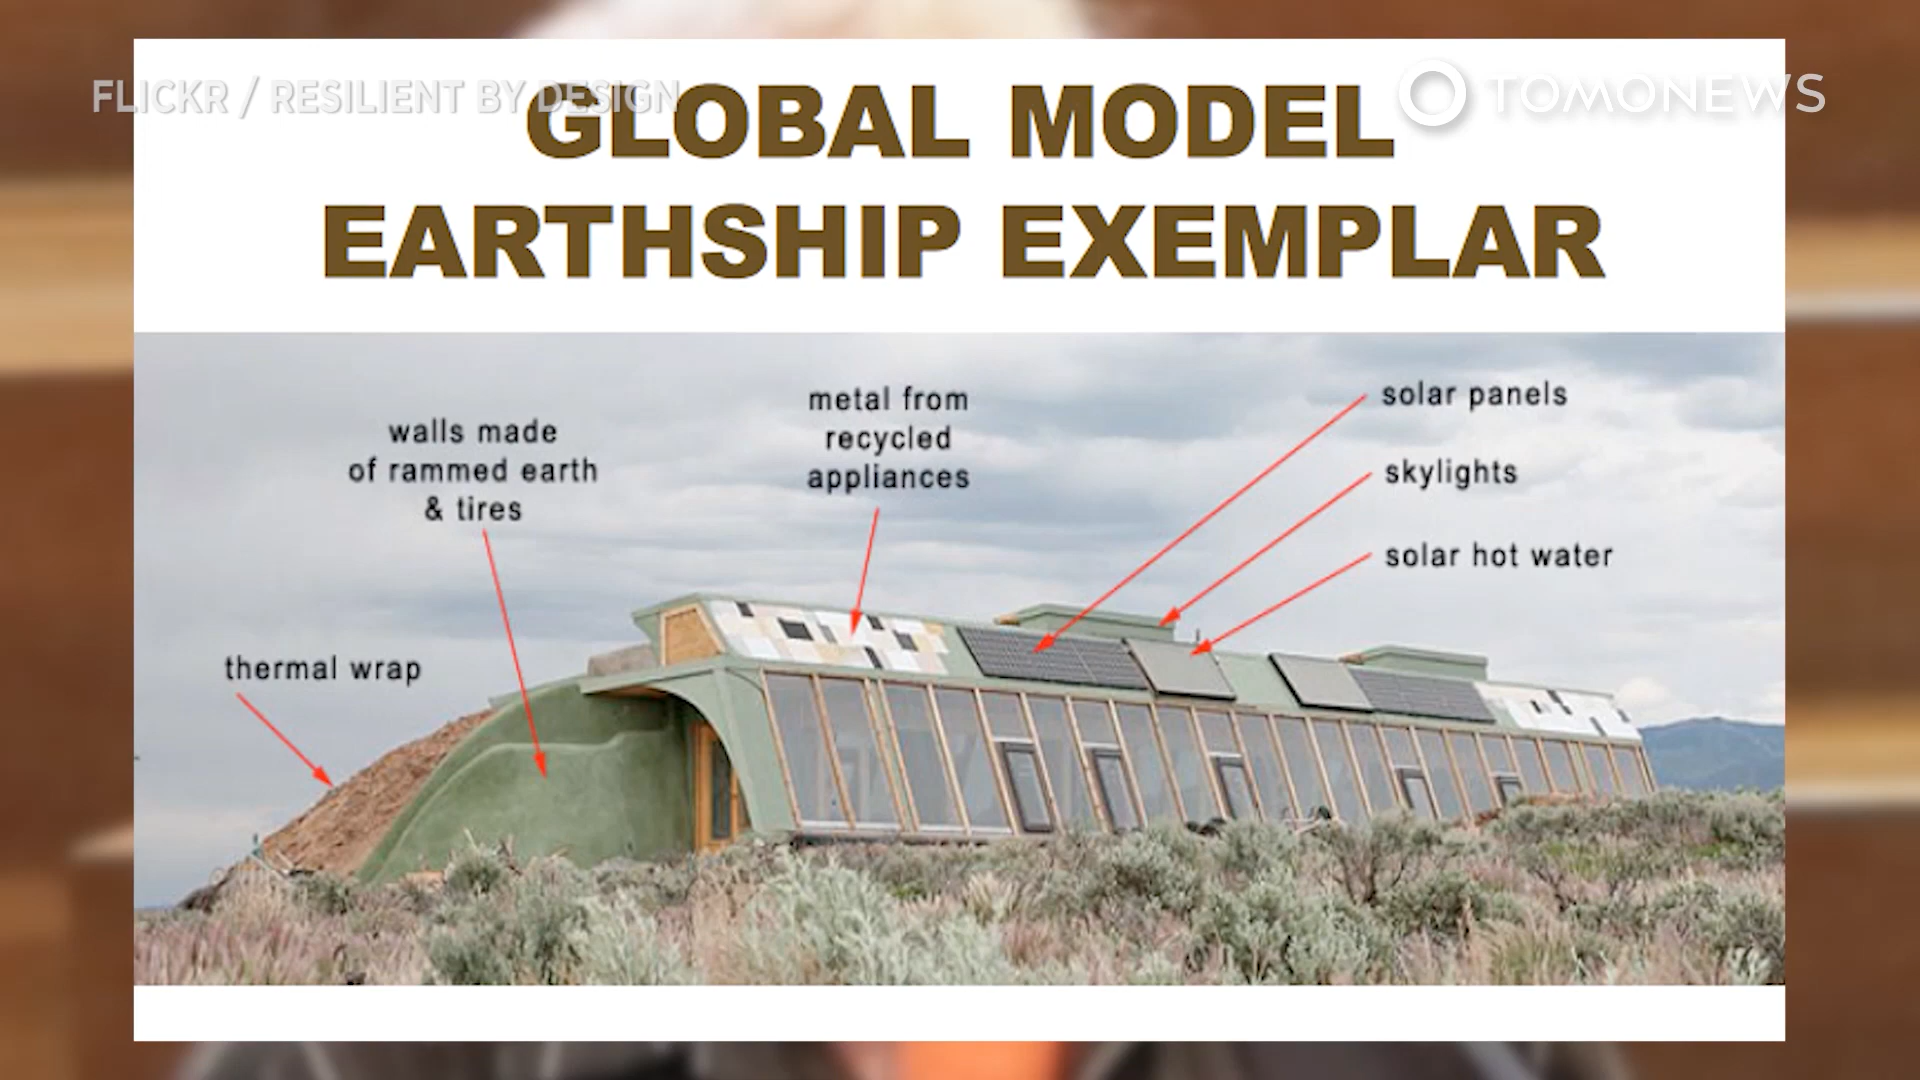 FLICKR / RESILIENT BY DESIGN
TOMONEWS
GLOBAL MODEL
EARTHSHIP EXEMPLAR
walls made
of rammed earth
& tires
metal from
recycled
appliances
solar panels
skylights
solar hot water
thermal wrap